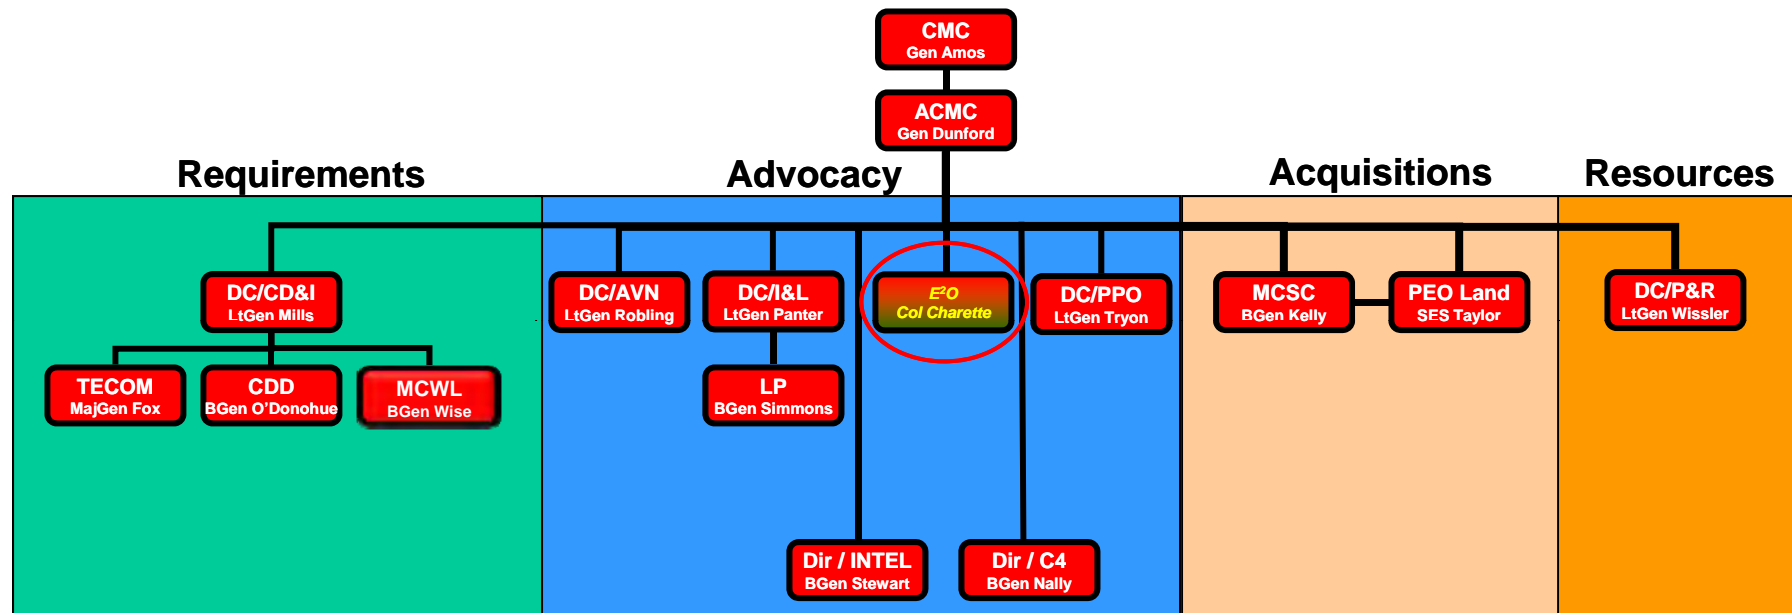 CMC
Gen Amos
ACMC
Gen Dunford
Requirements
Advocacy
Acquisitions
Resources
DC/CD&I
LtGen Mills
DC/AVN
LtGen Robling
DC/I&L
LtGen Panter
E²O
Col Charette
DC/PPO
LtGen Tryon
MCSC
BGen Kelly
PEO Land
SES Taylor
DC/P&R
LtGen Wissler
TECOM
MajGen Fox
CDD
BGen O'Donohue
MCWL
BGen Wise
LP
BGen Simmons
Dir / INTEL
BGen Stewart
Dir / C4
BGen Nally